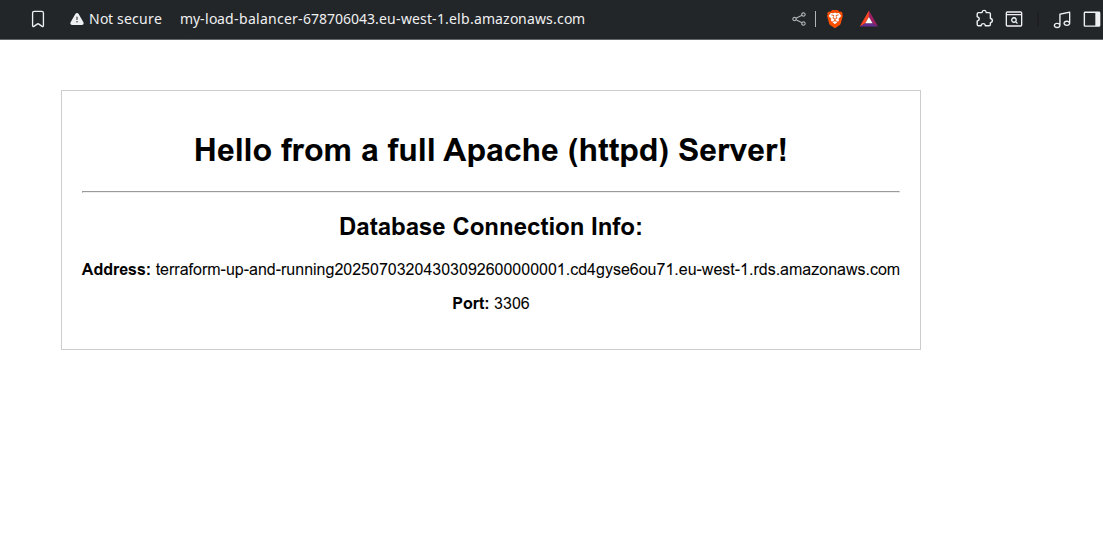 Not secure my-load-balancer-678706043.eu-west-1.elb.amazonaws.com
Hello from a full Apache (httpd) Server!
Database Connection Info:
Address: terraform-up-and-running20250703204303092600000001.cd4gyse6ou71.eu-west-1.rds.amazonaws.com
Port: 3306